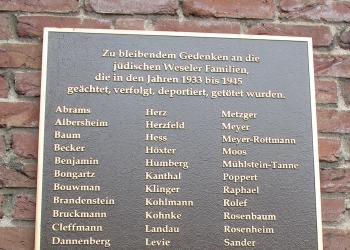 Zu bleibendem Gedenken an die
jüdischen Weseler Familien,
die in den Jahren 1933 bis 1945
geächtet, verfolgt, deportiert, getötet wurden.
Abrams
Albersheim
Baum
Becker
Benjamin
Bongartz
Bouwman
Brandenstein
Bruckmann
Cleffmann
Dannenberg
Herz
Herzfeld
Hess
Höxter
Humberg
Kanthal
Klinger
Kohlmann
Kohnke
Landau
Levie
Metzger
Meyer
Meyer-Rottmann
Moos
Mühlstein-Tanne
Poppert
Raphael
Rolef
Rosenbaum
Rosenheim
Sander